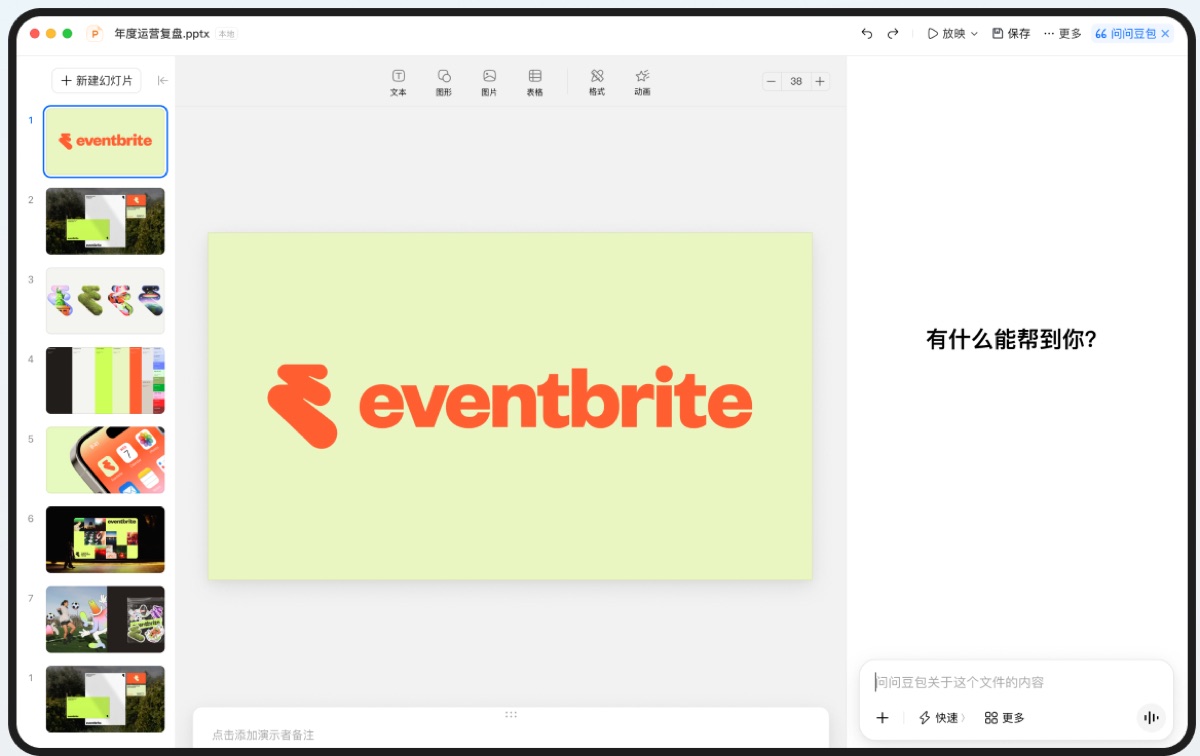 年度运营复盘.pptx 本地
放映 保存 ··· 更多 问问豆包
新建幻灯片
文本 图形 图片 表格 格式 动画
38
1
eventbrite
2
3
4
5
6
eventbrite
7
1
eventbrite
有什么能帮到你?
问问豆包关于这个文件的内容
快速 更多
点击添加演示者备注